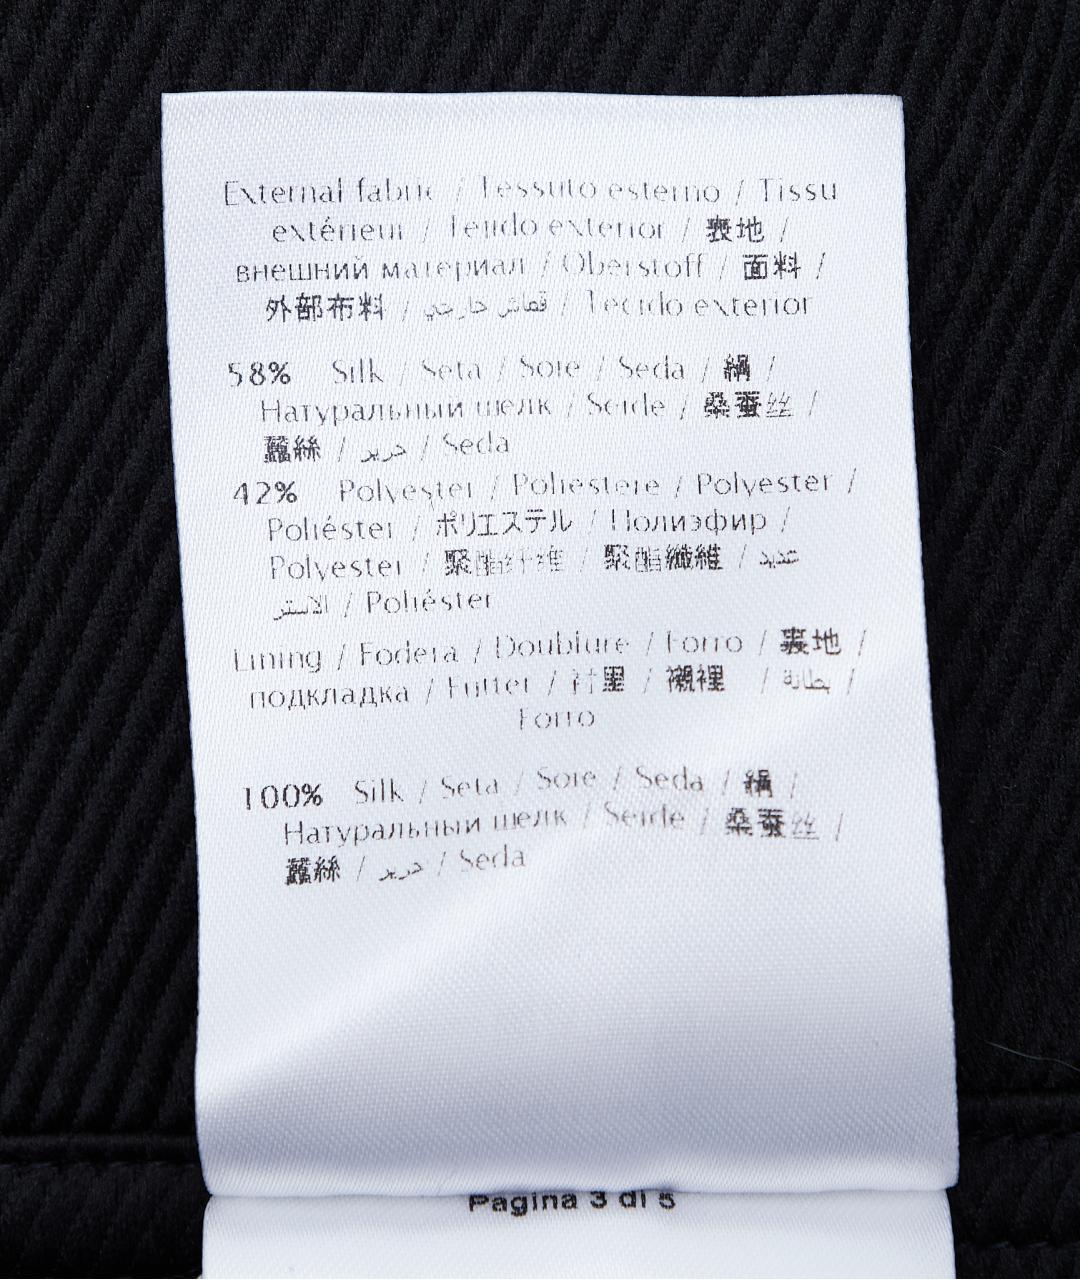 External fabric / Tessuto esterno / Tissu
extérieur / Tejido exterior / 表地 /
внешний материал / Oberstoff / 面料 /
外部布料 / قماش خارجي / Tecido exterior
58% Silk / Seta / Soie / Seda / 絹 /
Натуральный шелк / Seide / 桑蚕丝 /
蠶絲 / حرير / Seda
42% Polyester / Poliestere / Polyester /
Poliéster / ポリエステル / Полиэфир /
Polyester / 聚酯纤维 / 聚酯纖維 / عديد
الاستر / Poliéster
Lining / Fodera / Doublure / Forro / 裏地 /
подкладка / Futter / 衬里 / 襯裡 / بطانة /
Forro
100% Silk / Seta / Soie / Seda / 絹 /
Натуральный шелк / Seide / 桑蚕丝 /
蠶絲 / حرير / Seda
Pagina 3 di 5